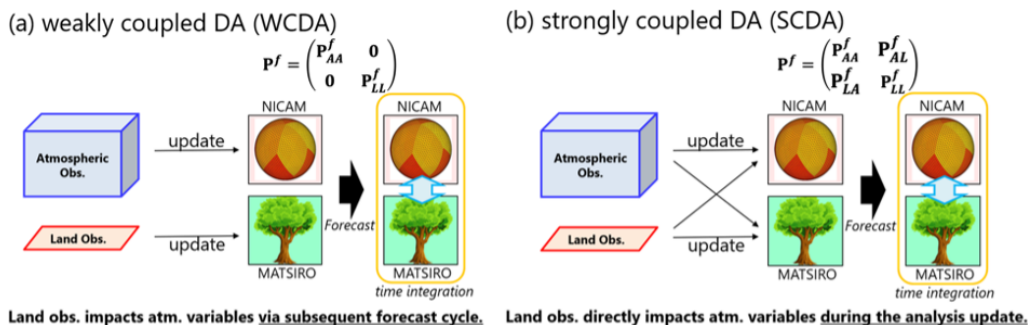 (a) weakly coupled DA (WCDA)
P^f = (P^f_AA 0
0 P^f_LL)
NICAM
NICAM
Atmospheric
Obs.
update
Forecast
Land Obs.
update
MATSIRO
MATSIRO
time integration
Land obs. impacts atm. variables via subsequent forecast cycle.
(b) strongly coupled DA (SCDA)
P^f = (P^f_AA P^f_AL
P^f_LA P^f_LL)
NICAM
NICAM
Atmospheric
Obs.
update
Forecast
Land Obs.
update
MATSIRO
MATSIRO
time integration
Land obs. directly impacts atm. variables during the analysis update.